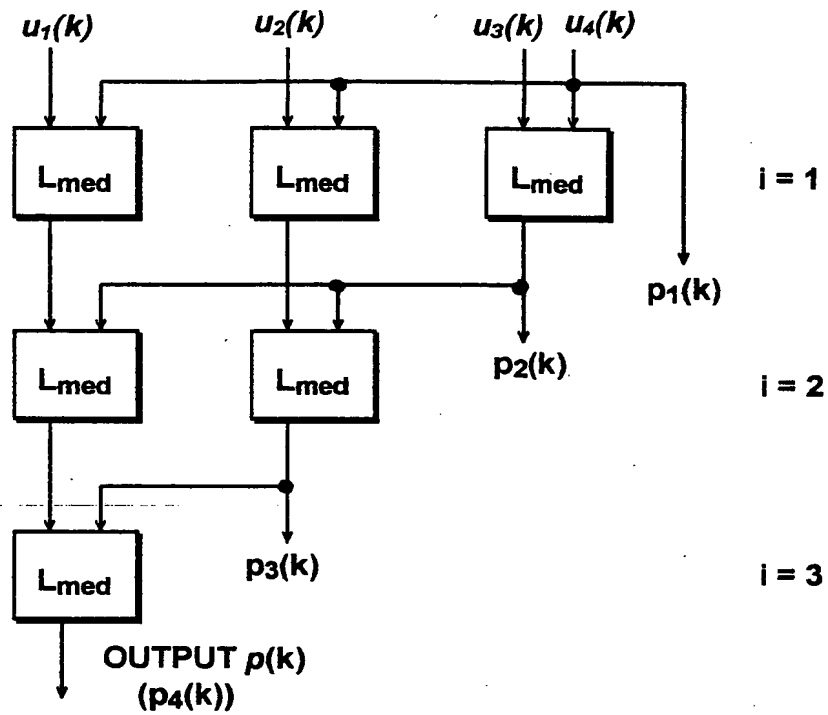 u1(k) u2(k) u3(k) u4(k)
Lmed Lmed Lmed i = 1
p1(k)
p2(k)
Lmed Lmed i = 2
p3(k)
Lmed i = 3
OUTPUT p(k)
(p4(k))